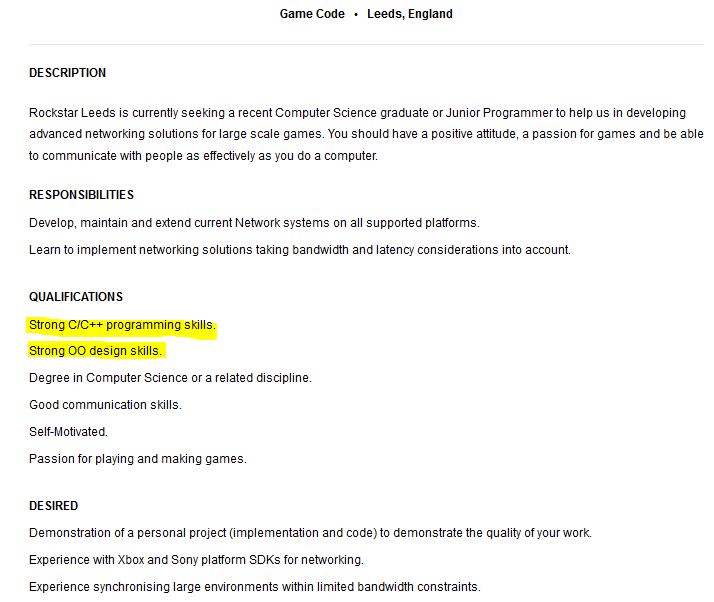 Game Code • Leeds, England
DESCRIPTION
Rockstar Leeds is currently seeking a recent Computer Science graduate or Junior Programmer to help us in developing
advanced networking solutions for large scale games. You should have a positive attitude, a passion for games and be able
to communicate with people as effectively as you do a computer.
RESPONSIBILITIES
Develop, maintain and extend current Network systems on all supported platforms.
Learn to implement networking solutions taking bandwidth and latency considerations into account.
QUALIFICATIONS
Strong C/C++ programming skills.
Strong OO design skills.
Degree in Computer Science or a related discipline.
Good communication skills.
Self-Motivated.
Passion for playing and making games.
DESIRED
Demonstration of a personal project (implementation and code) to demonstrate the quality of your work.
Experience with Xbox and Sony platform SDKs for networking.
Experience synchronising large environments within limited bandwidth constraints.